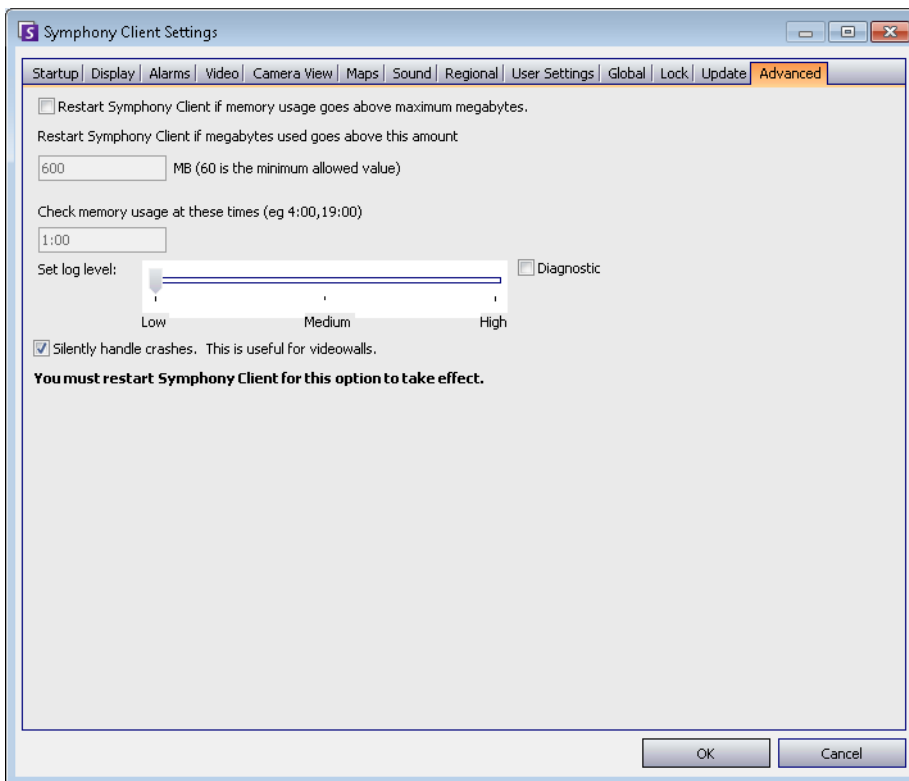 Symphony Client Settings
Startup Display Alarms Video Camera View Maps Sound Regional User Settings Global Lock Update Advanced
Restart Symphony Client if memory usage goes above maximum megabytes.
Restart Symphony Client if megabytes used goes above this amount
600 MB (60 is the minimum allowed value)
Check memory usage at these times (eg 4:00,19:00)
1:00
Set log level: Diagnostic
Low Medium High
Silently handle crashes. This is useful for videowalls.
You must restart Symphony Client for this option to take effect.
OK Cancel